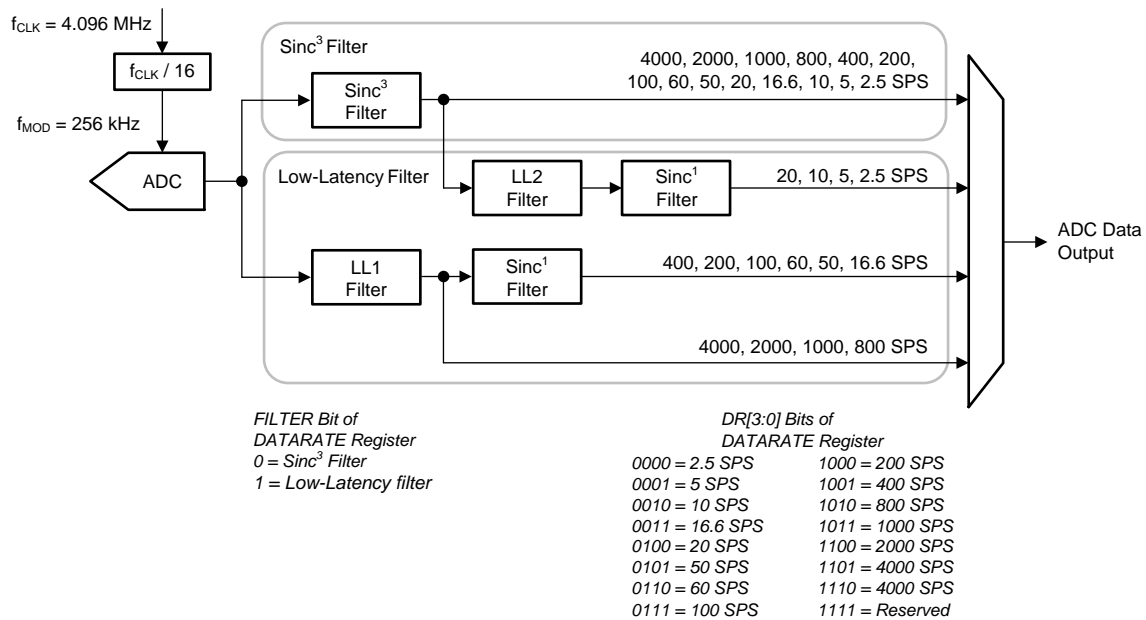 f_CLK = 4.096 MHz
f_CLK / 16
f_MOD = 256 kHz
ADC
Sinc³ Filter
Sinc³
Filter
4000, 2000, 1000, 800, 400, 200,
100, 60, 50, 20, 16.6, 10, 5, 2.5 SPS
Low-Latency Filter
LL2
Filter
Sinc¹
Filter
20, 10, 5, 2.5 SPS
LL1
Filter
Sinc¹
Filter
400, 200, 100, 60, 50, 16.6 SPS
4000, 2000, 1000, 800 SPS
ADC Data
Output
FILTER Bit of
DATARATE Register
0 = Sinc³ Filter
1 = Low-Latency filter
DR[3:0] Bits of
DATARATE Register
0000 = 2.5 SPS
0001 = 5 SPS
0010 = 10 SPS
0011 = 16.6 SPS
0100 = 20 SPS
0101 = 50 SPS
0110 = 60 SPS
0111 = 100 SPS
1000 = 200 SPS
1001 = 400 SPS
1010 = 800 SPS
1011 = 1000 SPS
1100 = 2000 SPS
1101 = 4000 SPS
1110 = 4000 SPS
1111 = Reserved